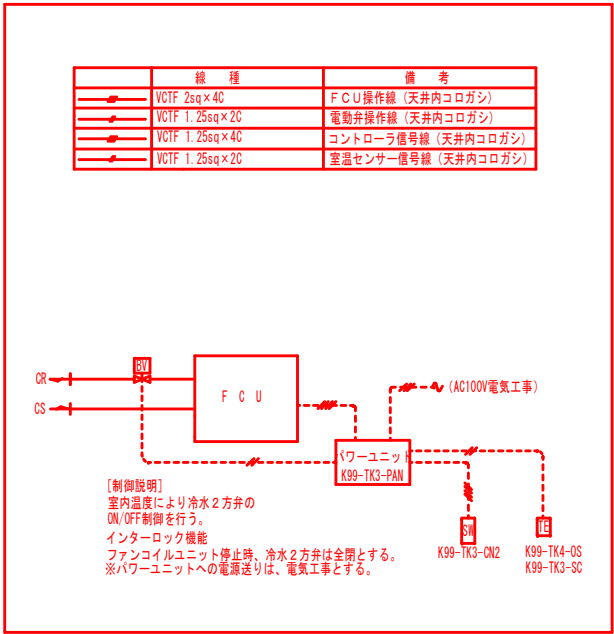 線 種 備 考
VCTF 2sq×4C FCU操作線(天井内コロガシ)
VCTF 1.25sq×2C 電動弁操作線(天井内コロガシ)
VCTF 1.25sq×4C コントローラ信号線(天井内コロガシ)
VCTF 1.25sq×2C 室温センサー信号線(天井内コロガシ)
BV
CR
CS
FCU
(AC100V電気工事)
パワーユニット
K99-TK3-PAN
[制御説明]
室内温度により冷水2方弁の
ON/OFF制御を行う。
インターロック機能
ファンコイルユニット停止時、冷水2方弁は全閉とする。
※パワーユニットへの電源送りは、電気工事とする。
SW
K99-TK3-CN2
TE
K99-TK4-OS
K99-TK3-SC